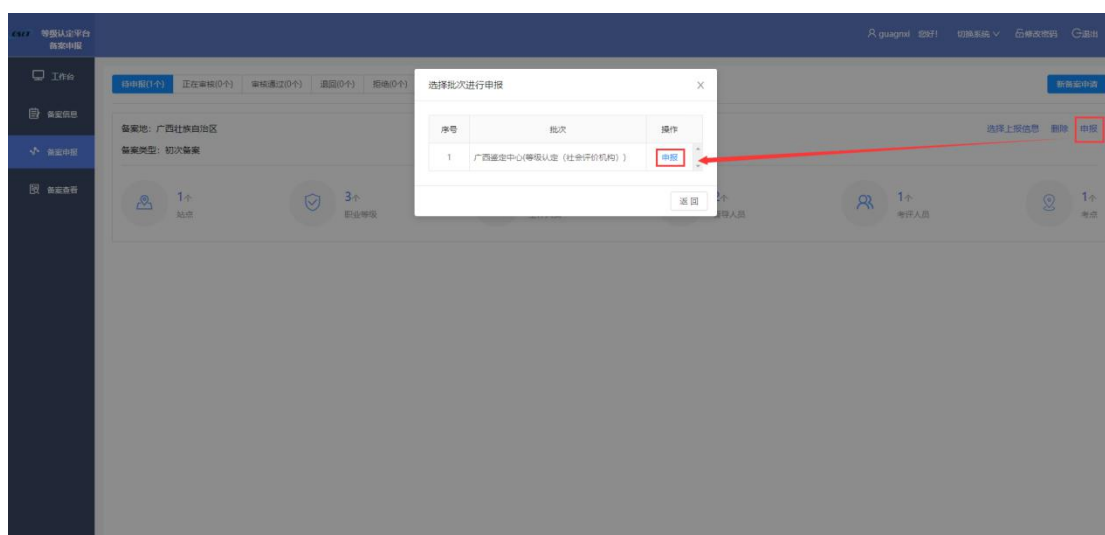 等级认定平台
备案申报
guagnxi 您好!
切换系统
修改密码
退出
工作台
备案信息
备案申报
备案查看
待申报(1个)
正在审核(0个)
审核通过(0个)
退回(0个)
拒绝(0个)
新备案申请
备案地：广西壮族自治区
选择上报信息 删除 申报
备案类型：初次备案
1个
站点
3个
职业等级
个
督导人员
1个
考评人员
1个
考点
选择批次进行申报
序号 批次 操作
1 广西鉴定中心(等级认定（社会评价机构）) 申报
返回